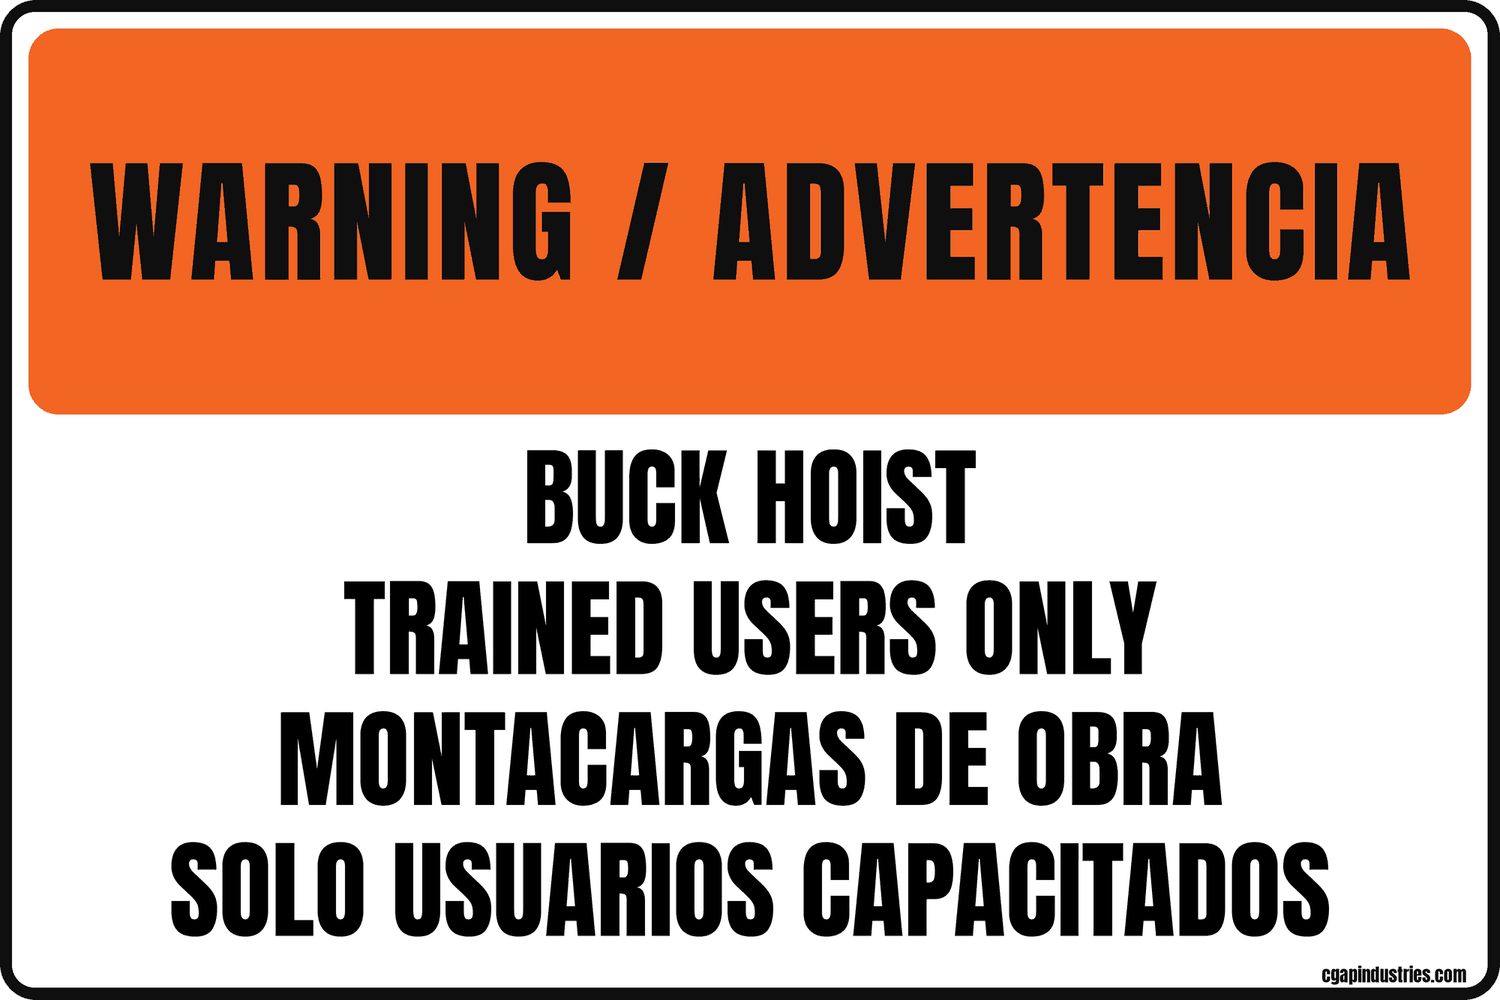 WARNING / ADVERTENCIA
BUCK HOIST
TRAINED USERS ONLY
MONTACARGAS DE OBRA
SOLO USUARIOS CAPACITADOS
cgapindustries.com